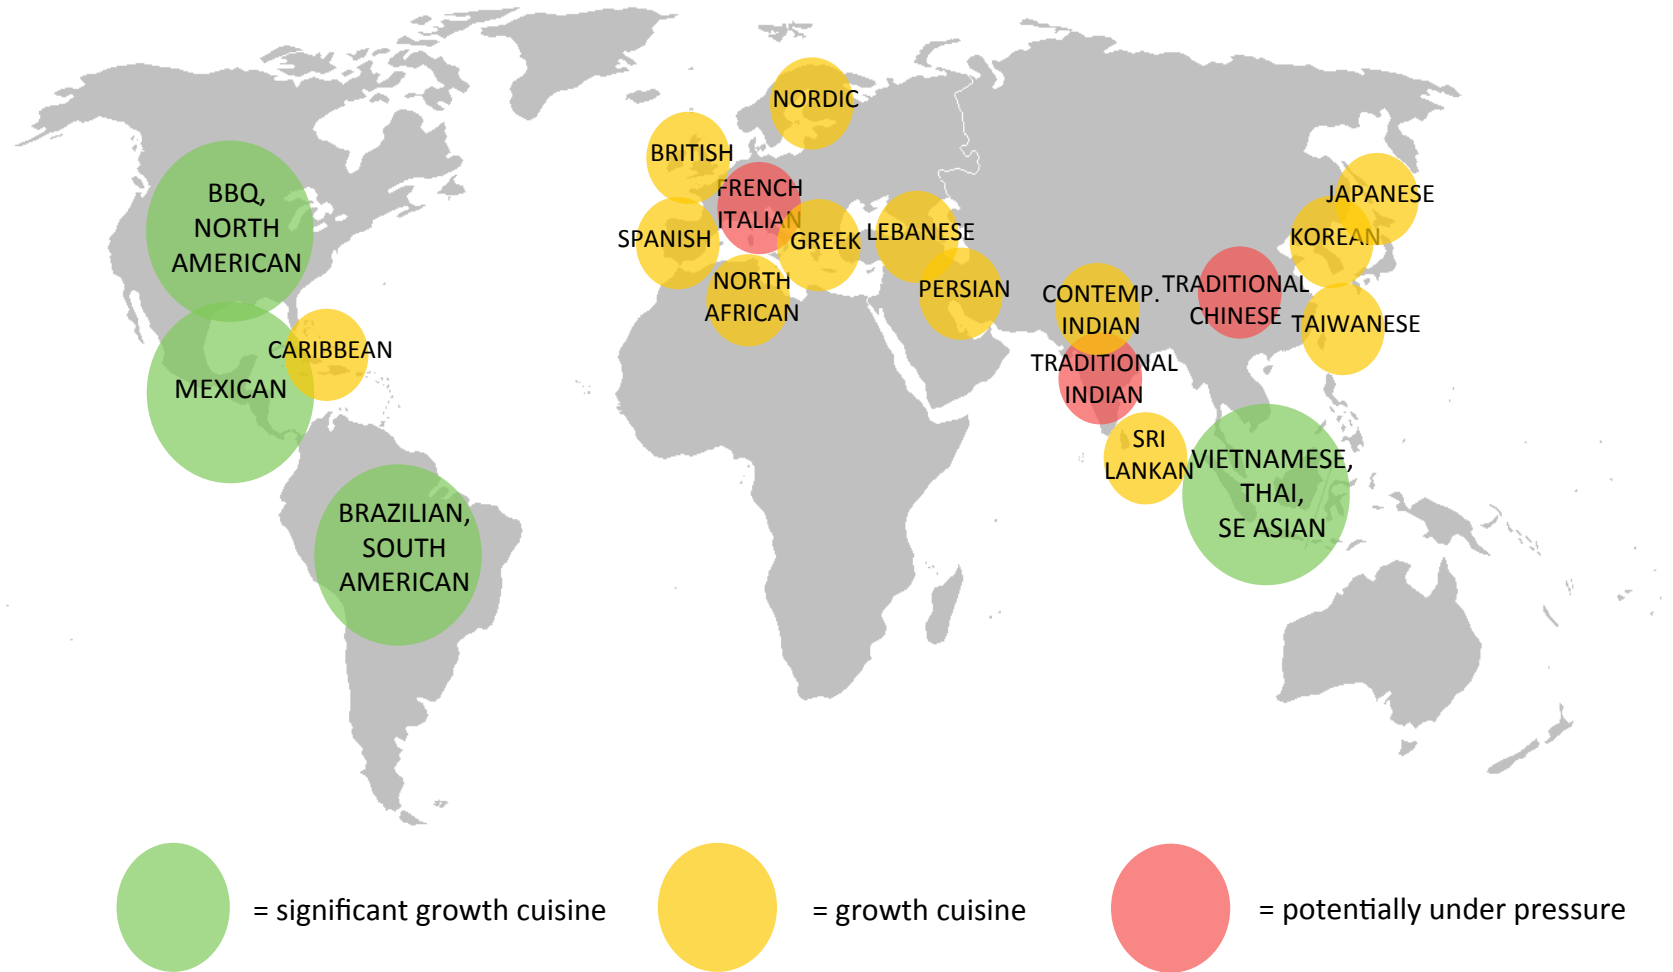 NORDIC
BRITISH
FRENCH
ITALIAN
SPANISH
GREEK
LEBANESE
NORTH
AFRICAN
PERSIAN
BBQ,
NORTH
AMERICAN
MEXICAN
CARIBBEAN
BRAZILIAN,
SOUTH
AMERICAN
JAPANESE
KOREAN
TRADITIONAL
CHINESE
TAIWANESE
CONTEMP.
INDIAN
TRADITIONAL
INDIAN
SRI
LANKAN
VIETNAMESE,
THAI,
SE ASIAN
= significant growth cuisine
= growth cuisine
= potentially under pressure